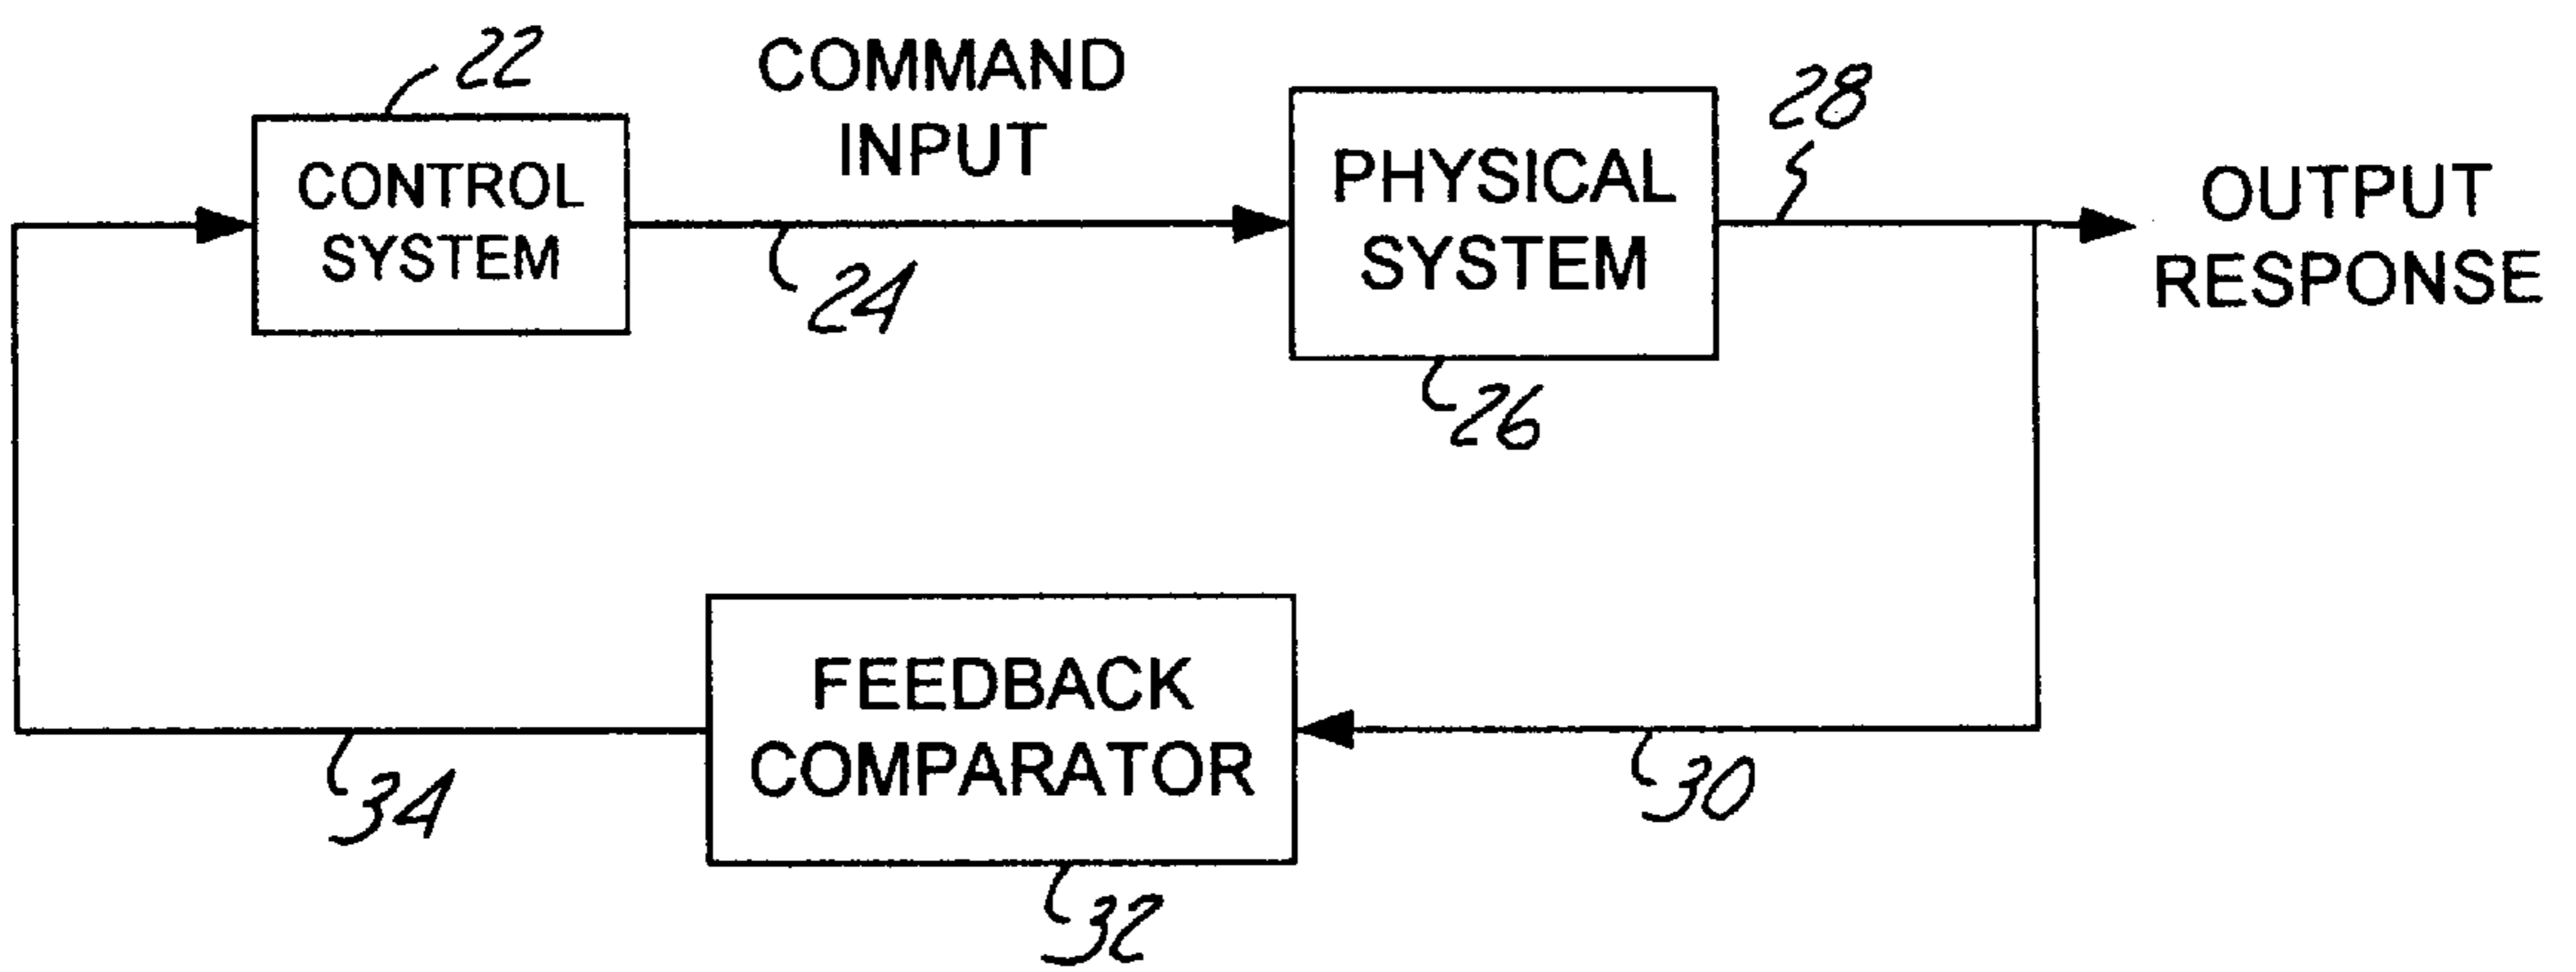 22
COMMAND
INPUT
28
CONTROL
SYSTEM
PHYSICAL
SYSTEM
OUTPUT
RESPONSE
24
26
FEEDBACK
COMPARATOR
34
30
32